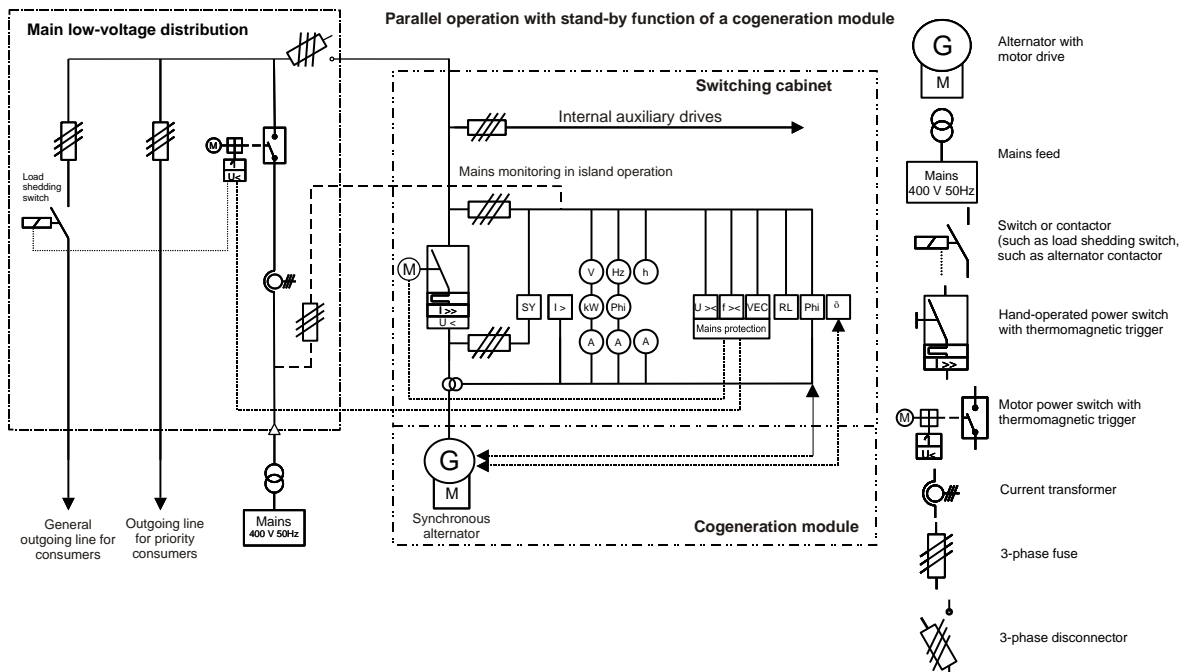 Parallel operation with stand-by function of a cogeneration module
Main low-voltage distribution
Load
shedding
switch
M
U<
General
outgoing line for
consumers
Outgoing line
for priority
consumers
Mains
400 V 50Hz
Switching cabinet
Internal auxiliary drives
Mains monitoring in island operation
M
I >>
U <
SY
I >
V
Hz
h
kW
Phi
A
A
A
U ><
f ><
VEC
Mains protection
RL
Phi
õ
G
M
Synchronous
alternator
Cogeneration module
G
M
Alternator with
motor drive
Mains
400 V 50Hz
Mains feed
Switch or contactor
(such as load shedding switch,
such as alternator contactor
I >>
Hand-operated power switch
with thermomagnetic trigger
M
U<
Motor power switch with
thermomagnetic trigger
Current transformer
3-phase fuse
3-phase disconnector